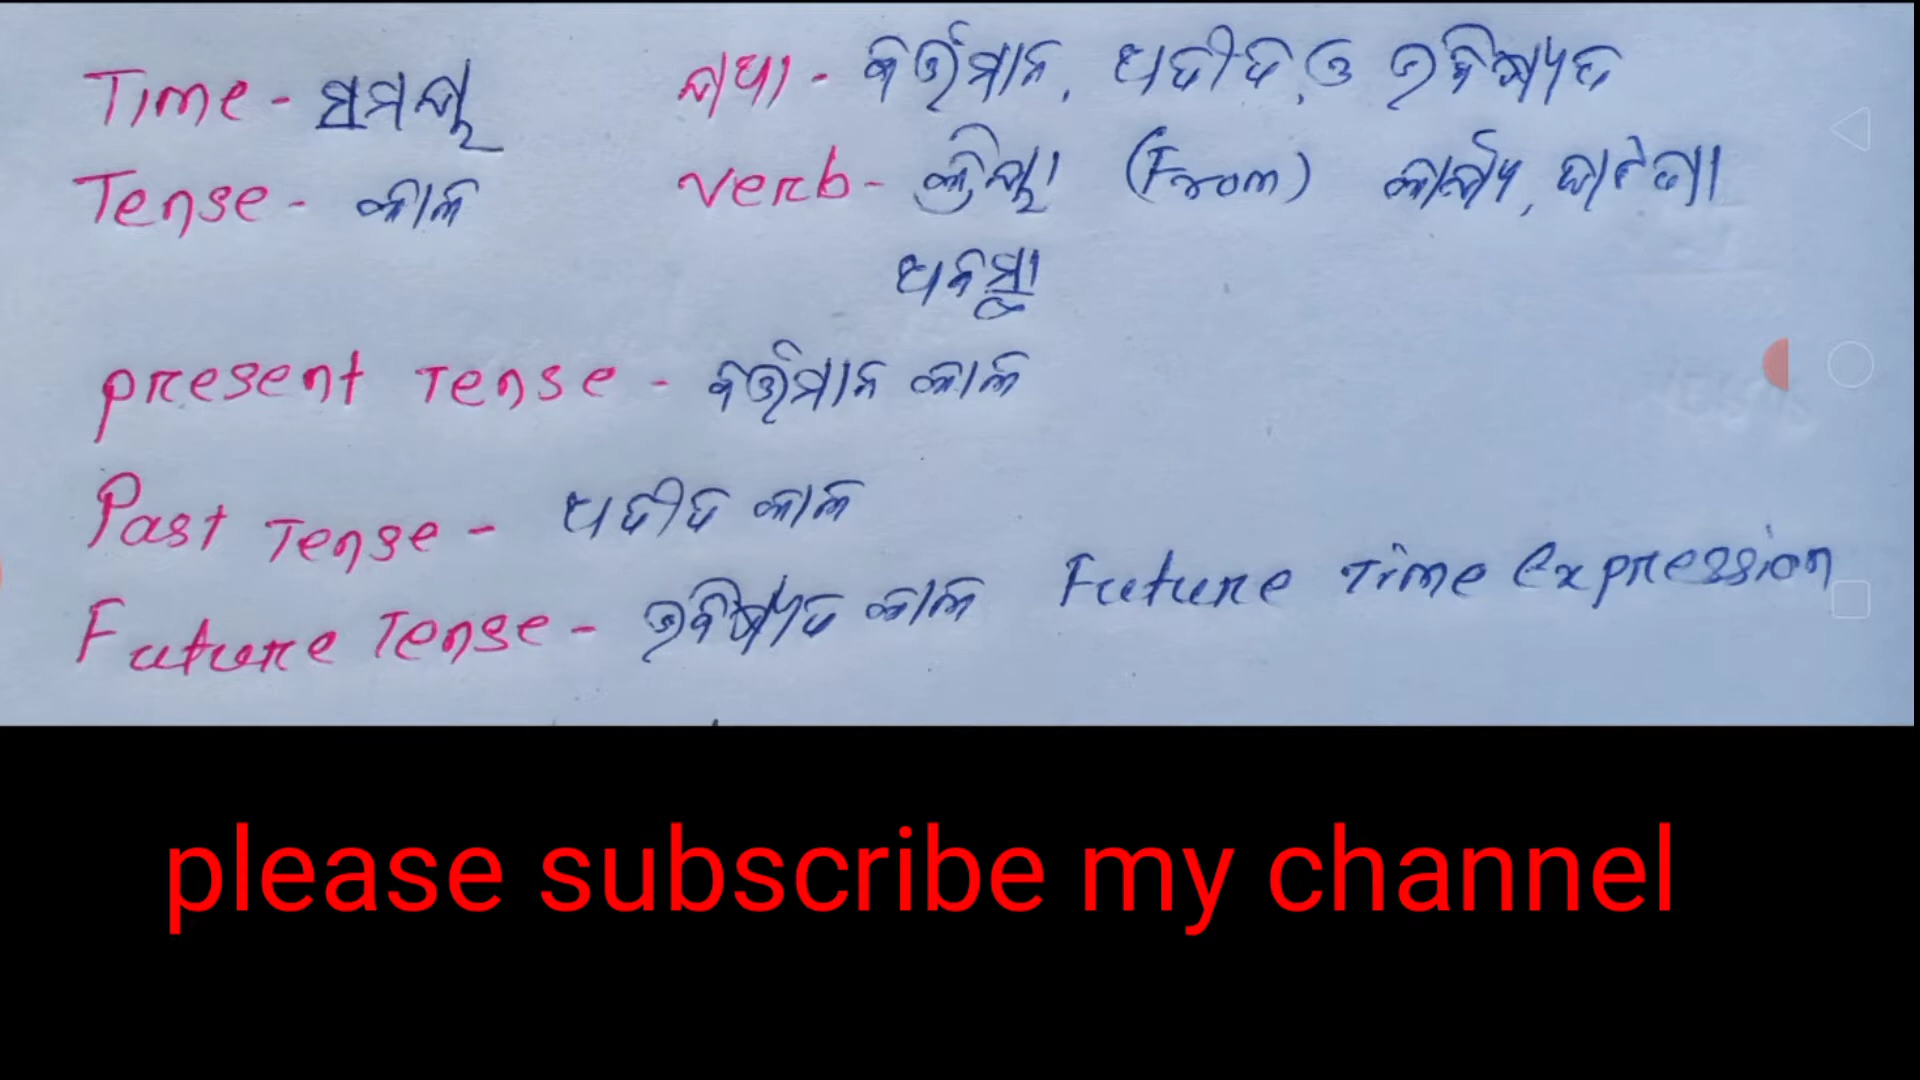 Time - ସମୟ ଯଥା - ବର୍ତ୍ତମାନ, ଅତୀତ, ଓ ଭବିଷ୍ୟତ
Tense - କାଳ verb - କ୍ରିୟା (From) କାର୍ଯ୍ୟ, ଘଟଣା
ଅବସ୍ଥା
present Tense - ବର୍ତ୍ତମାନ କାଳ
Past Tense - ଅତୀତ କାଳ
Future Tense - ଭବିଷ୍ୟତ କାଳ Future Time Expression
please subscribe my channel